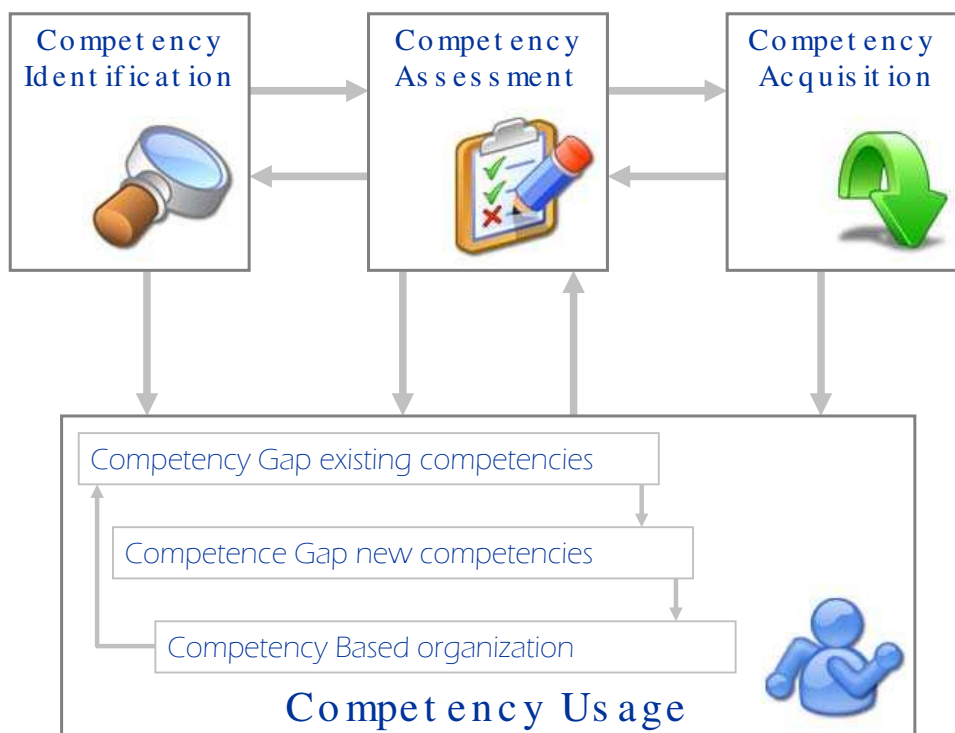 Competency
Identification
Competency
Assessment
Competency
Acquisition
Competency Gap existing competencies
Competence Gap new competencies
Competency Based organization
Competency Usage